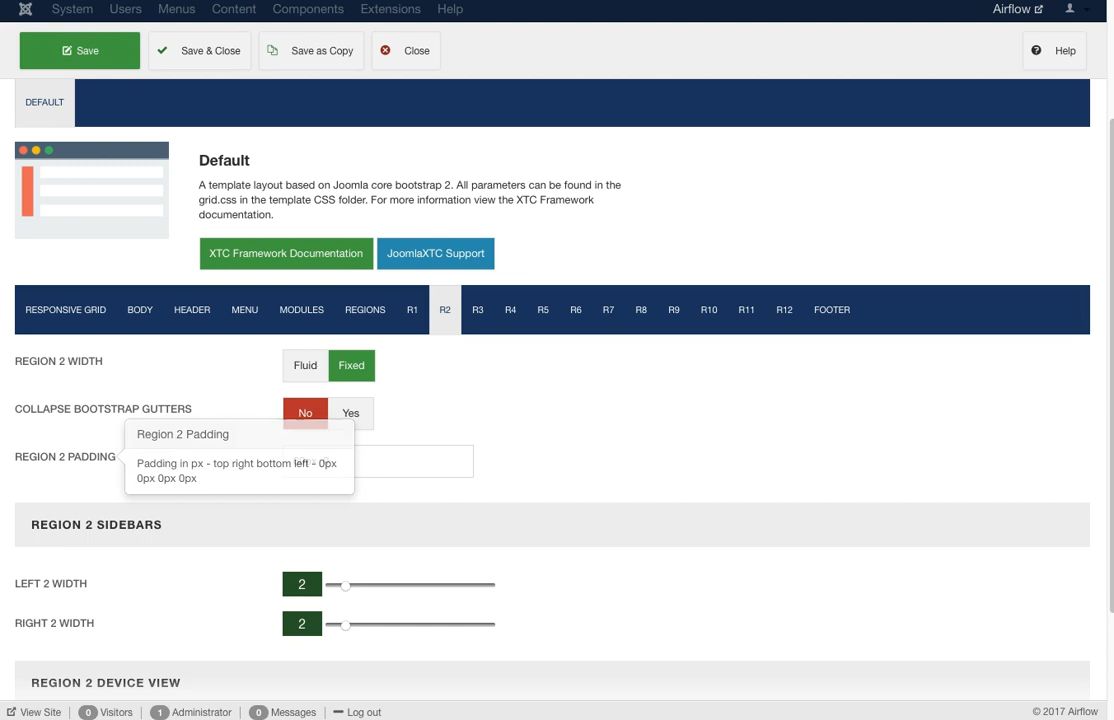 System Users Menus Content Components Extensions Help Airflow
Save Save & Close Save as Copy Close Help
DEFAULT
Default
A template layout based on Joomla core bootstrap 2. All parameters can be found in the
grid.css in the template CSS folder. For more information view the XTC Framework
documentation.
XTC Framework Documentation JoomlaXTC Support
RESPONSIVE GRID BODY HEADER MENU MODULES REGIONS R1 R2 R3 R4 R5 R6 R7 R8 R9 R10 R11 R12 FOOTER
REGION 2 WIDTH Fluid Fixed
COLLAPSE BOOTSTRAP GUTTERS No Yes
Region 2 Padding
REGION 2 PADDING
Padding in px - top right bottom left - 0px
0px 0px 0px
REGION 2 SIDEBARS
LEFT 2 WIDTH 2
RIGHT 2 WIDTH 2
REGION 2 DEVICE VIEW
View Site 0 Visitors 1 Administrator 0 Messages Log out © 2017 Airflow